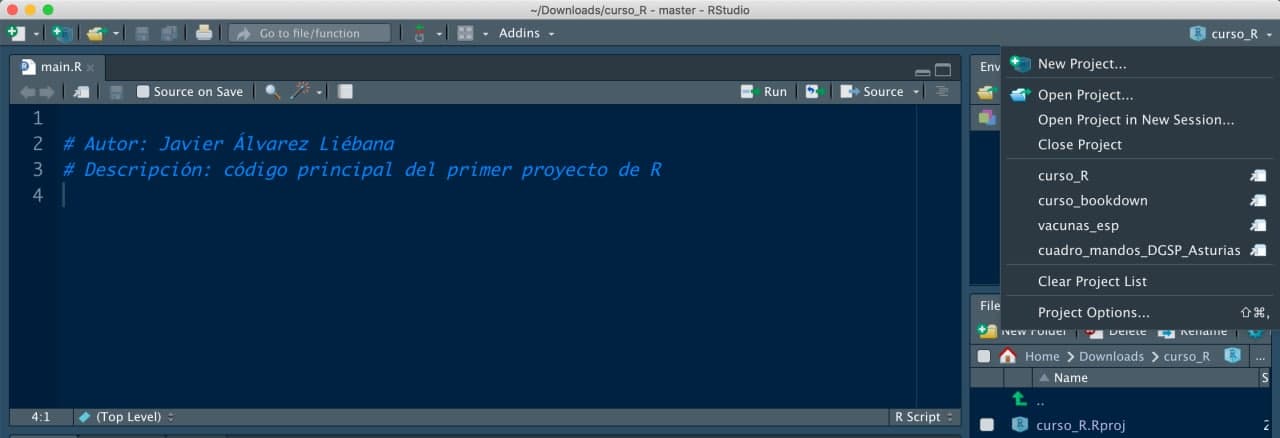 ~/Downloads/curso_R - master - RStudio
Go to file/function
Addins
curso_R
main.R
Source on Save
Run
Source
1
2 # Autor: Javier Álvarez Liébana
3 # Descripción: código principal del primer proyecto de R
4
4:1
(Top Level)
R Script
Env
New Project...
Open Project...
Open Project in New Session...
Close Project
curso_R
curso_bookdown
vacunas_esp
cuadro_mandos_DGSP_Asturias
Clear Project List
Project Options... ⇧⌘,
File
New Folder Delete Rename
Home Downloads curso_R ...
Name S
..
curso_R.Rproj 2